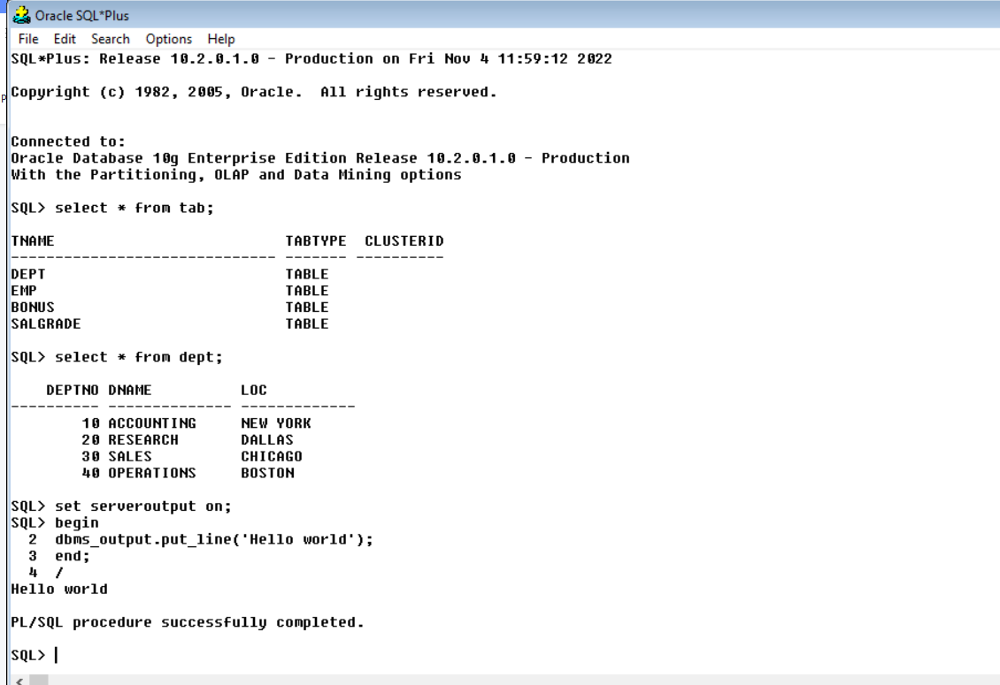 Oracle SQL*Plus
File Edit Search Options Help
SQL*Plus: Release 10.2.0.1.0 - Production on Fri Nov 4 11:59:12 2022
Copyright (c) 1982, 2005, Oracle.  All rights reserved.
Connected to:
Oracle Database 10g Enterprise Edition Release 10.2.0.1.0 - Production
With the Partitioning, OLAP and Data Mining options
SQL> select * from tab;
TNAME                          TABTYPE  CLUSTERID
------------------------------ ------- ----------
DEPT                           TABLE
EMP                            TABLE
BONUS                          TABLE
SALGRADE                       TABLE
SQL> select * from dept;
    DEPTNO DNAME          LOC
---------- -------------- -------------
        10 ACCOUNTING     NEW YORK
        20 RESEARCH       DALLAS
        30 SALES          CHICAGO
        40 OPERATIONS     BOSTON
SQL> set serveroutput on;
SQL> begin
  2  dbms_output.put_line('Hello world');
  3  end;
  4  /
Hello world
PL/SQL procedure successfully completed.
SQL>